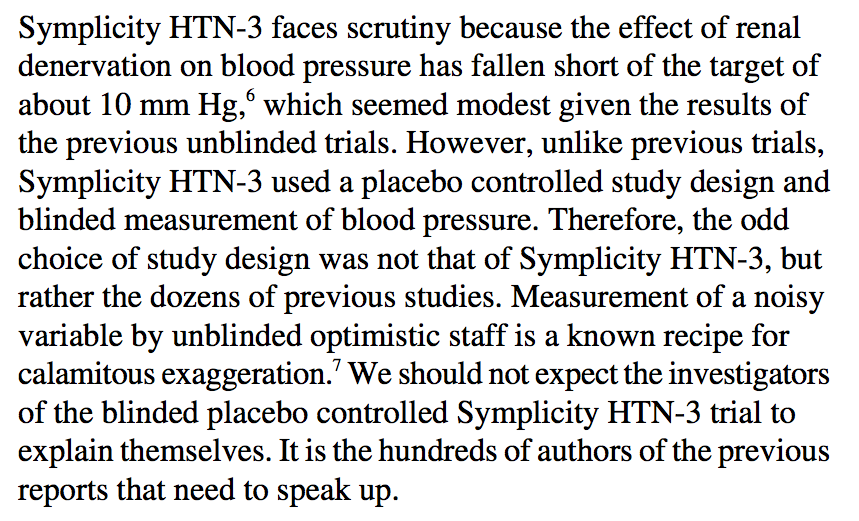 Symplicity HTN-3 faces scrutiny because the effect of renal
denervation on blood pressure has fallen short of the target of
about 10 mm Hg,⁶ which seemed modest given the results of
the previous unblinded trials. However, unlike previous trials,
Symplicity HTN-3 used a placebo controlled study design and
blinded measurement of blood pressure. Therefore, the odd
choice of study design was not that of Symplicity HTN-3, but
rather the dozens of previous studies. Measurement of a noisy
variable by unblinded optimistic staff is a known recipe for
calamitous exaggeration.⁷ We should not expect the investigators
of the blinded placebo controlled Symplicity HTN-3 trial to
explain themselves. It is the hundreds of authors of the previous
reports that need to speak up.